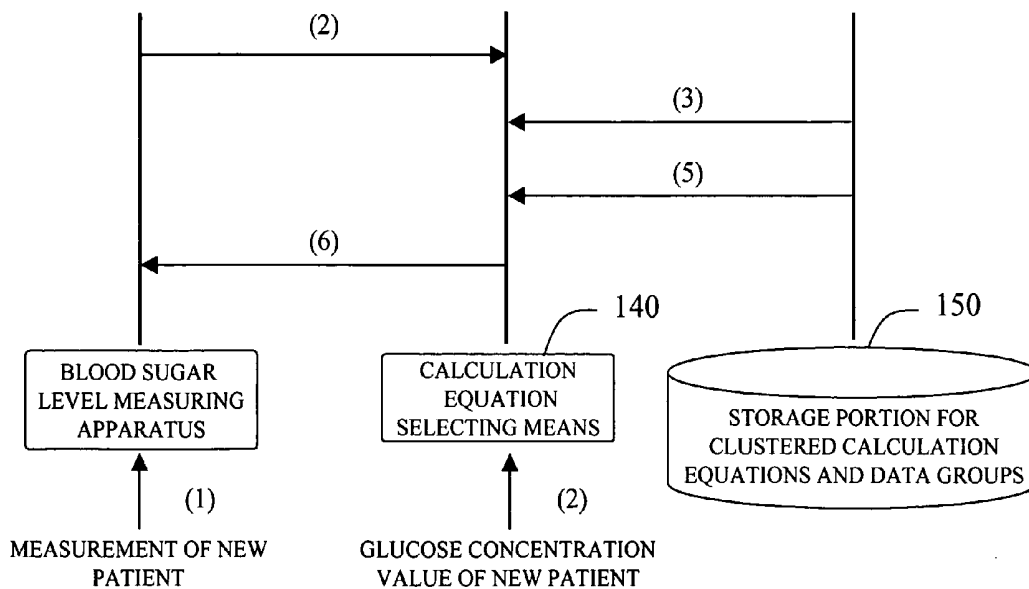 (2)
(3)
(5)
(6)
140
150
BLOOD SUGAR
LEVEL MEASURING
APPARATUS
CALCULATION
EQUATION
SELECTING MEANS
STORAGE PORTION FOR
CLUSTERED CALCULATION
EQUATIONS AND DATA GROUPS
(1)
(2)
MEASUREMENT OF NEW
PATIENT
GLUCOSE CONCENTRATION
VALUE OF NEW PATIENT